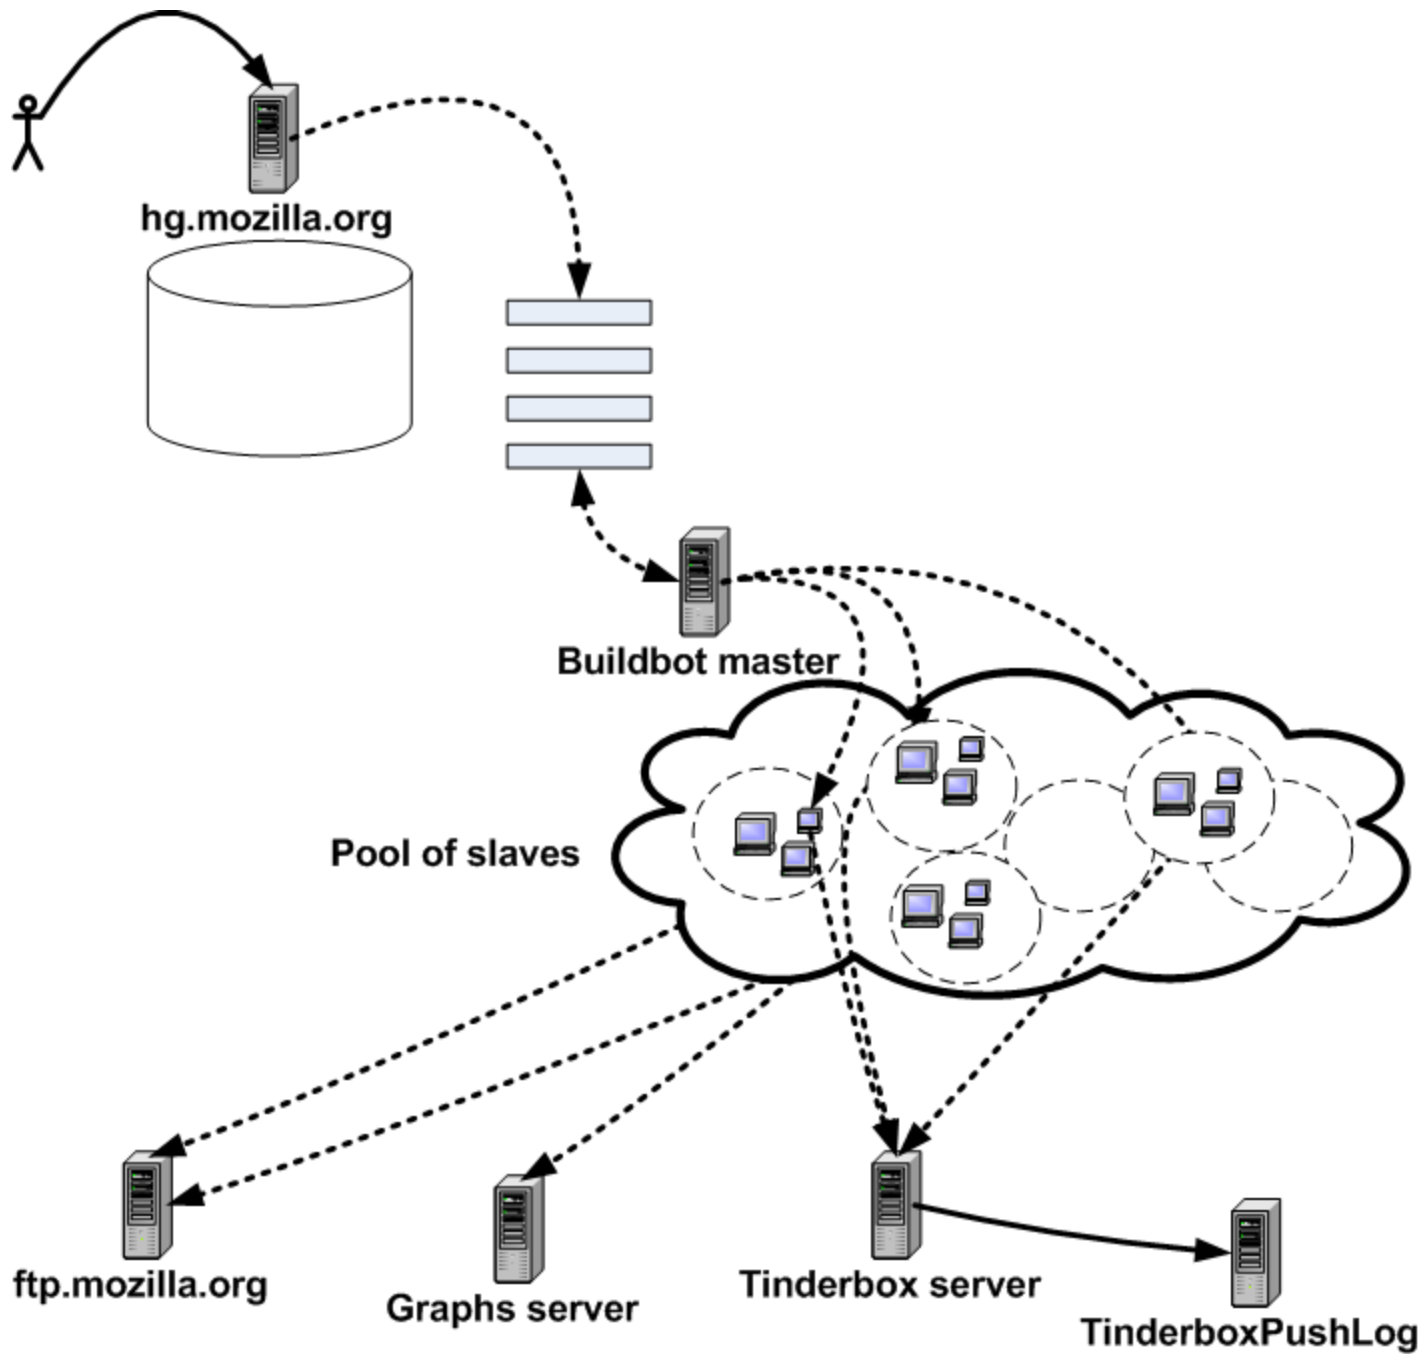 hg.mozilla.org
Buildbot master
Pool of slaves
ftp.mozilla.org
Graphs server
Tinderbox server
TinderboxPushLog